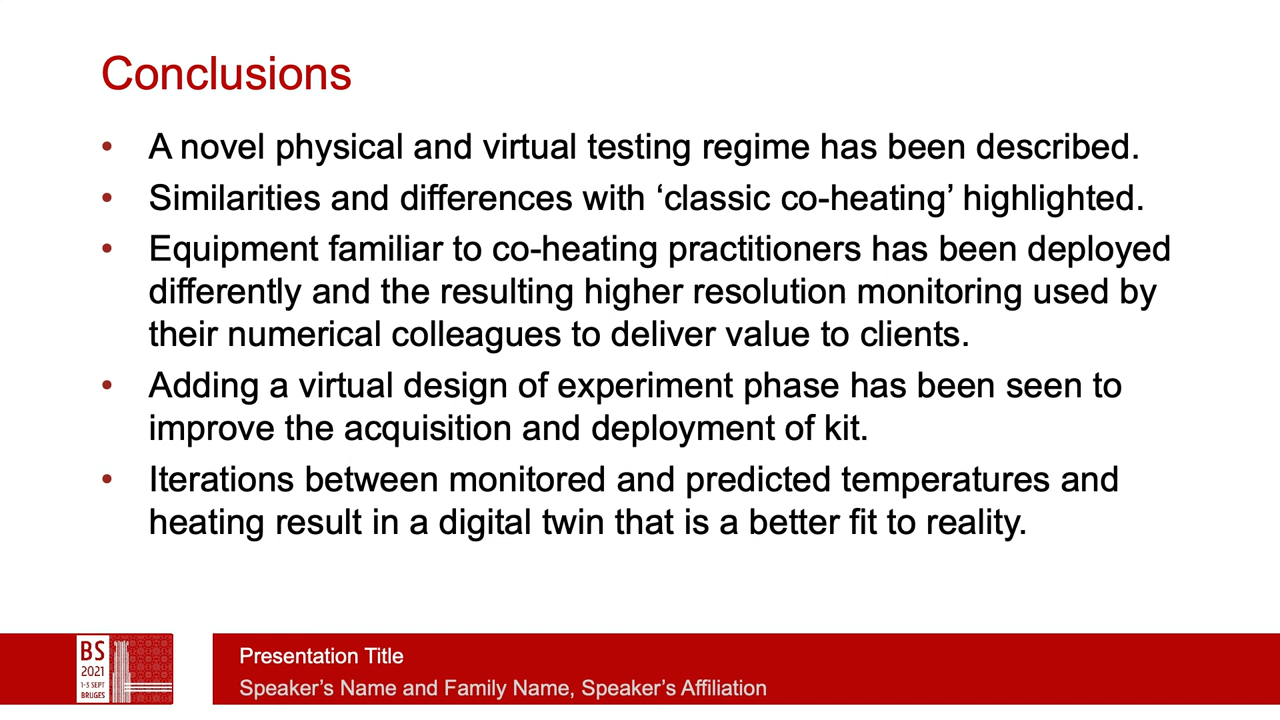 Conclusions
• A novel physical and virtual testing regime has been described.
• Similarities and differences with ‘classic co-heating’ highlighted.
• Equipment familiar to co-heating practitioners has been deployed
differently and the resulting higher resolution monitoring used by
their numerical colleagues to deliver value to clients.
• Adding a virtual design of experiment phase has been seen to
improve the acquisition and deployment of kit.
• Iterations between monitored and predicted temperatures and
heating result in a digital twin that is a better fit to reality.
BS
2021
1-3 SEPT
BRUGES
Presentation Title
Speaker’s Name and Family Name, Speaker’s Affiliation